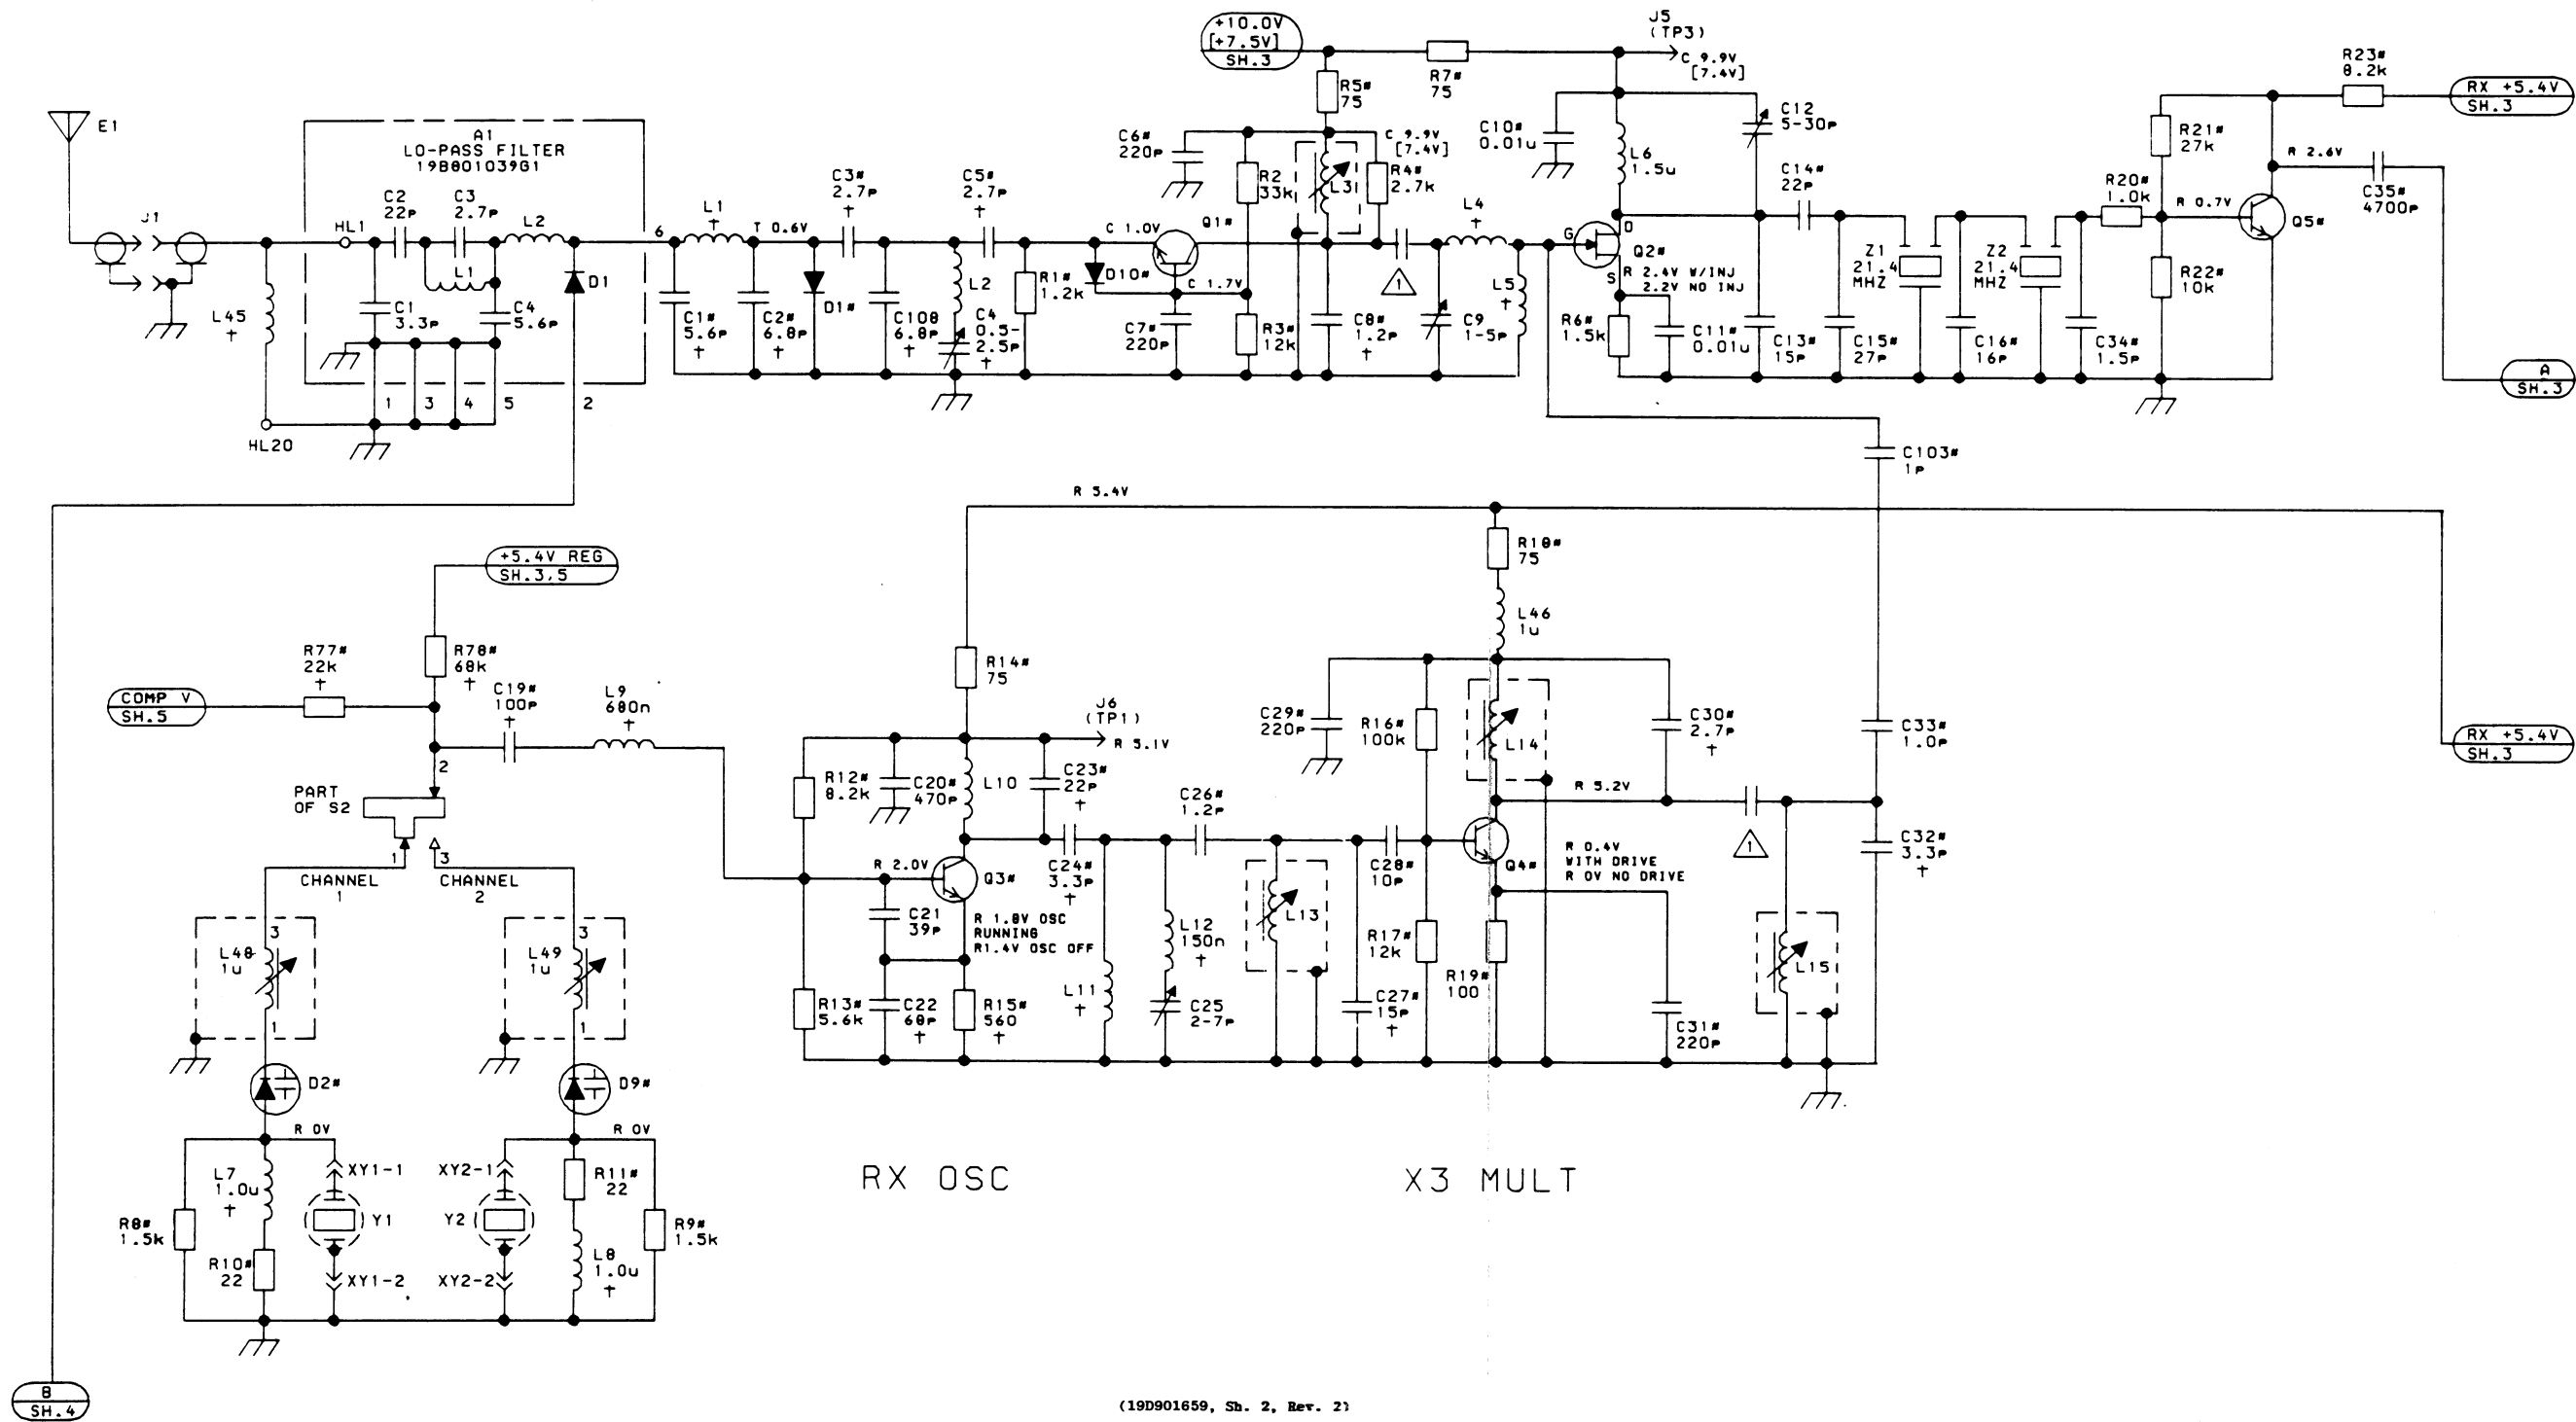 +10.0V
[+7.5V]
SH.3
J5
(TP3)
C 9.9V
[7.4V]
R5#
75
R7#
75
R23#
8.2k
RX +5.4V
SH.3
E1
A1
LO-PASS FILTER
19B801039G1
C6#
220P
C 9.9V
[7.4V]
C10#
0.01u
C12
5-30P
L6
1.5u
R21#
27k
R 2.6V
C35#
4700P
J1
HL1
C2
22P
C3
2.7P
L2
L1
C1
3.3P
C4
5.6P
D1
L45
†
6
L1
†
T 0.6V
C3#
2.7P
†
C5#
2.7P
†
R2
33k
L3
R4#
2.7k
L4
†
C14#
22P
R20#
1.0k
R 0.7V
Q5#
C 1.0V
Q1#
G
D
S
Q2#
R 2.4V W/INJ
2.2V NO INJ
Z1
21.4
MHZ
Z2
21.4
MHZ
R22#
10k
C1#
5.6P
†
C2#
6.8P
†
D1#
C108
6.8P
†
L2
C4
0.5-
2.5P
†
R1#
1.2k
D10#
C 1.7V
C7#
220P
R3#
12k
C8#
1.2P
†
1
C9
1-5P
L5
†
R6#
1.5k
C11#
0.01u
C13#
15P
C15#
27P
C16#
16P
C34#
1.5P
A
SH.3
1
3
4
5
2
HL20
C103#
1P
R 5.4V
R18#
75
+5.4V REG
SH.3,5
L46
1u
R77#
22k
†
R78#
68k
†
COMP V
SH.5
C19#
100P
†
L9
680n
†
R14#
75
J6
(TP1)
R 5.1V
C29#
220P
R16#
100k
L14
C30#
2.7P
†
C33#
1.0P
RX +5.4V
SH.3
2
PART
OF S2
1
3
CHANNEL
1
CHANNEL
2
R12#
8.2k
C20#
470P
L10
C23#
22P
†
C26#
1.2P
R 5.2V
1
C32#
3.3P
†
R 2.0V
Q3#
C24#
3.3P
†
C28#
10P
Q4#
R 0.4V
WITH DRIVE
R 0V NO DRIVE
C21
39P
R 1.8V OSC
RUNNING
R1.4V OSC OFF
L12
150n
†
L13
R17#
12k
R19#
100
L15
3
L48
1u
1
3
L49
1u
1
R13#
5.6k
C22
68P
†
R15#
560
†
L11
†
C25
2-7P
C27#
15P
†
C31#
220P
D2#
D9#
R 0V
R 0V
L7
1.0u
†
XY1-1
XY2-1
R11#
22
R8#
1.5k
Y1
Y2
R9#
1.5k
R10#
22
XY1-2
XY2-2
L8
1.0u
†
RX OSC
X3 MULT
B
SH.4
(19D901659, Sh. 2, Rev. 2)